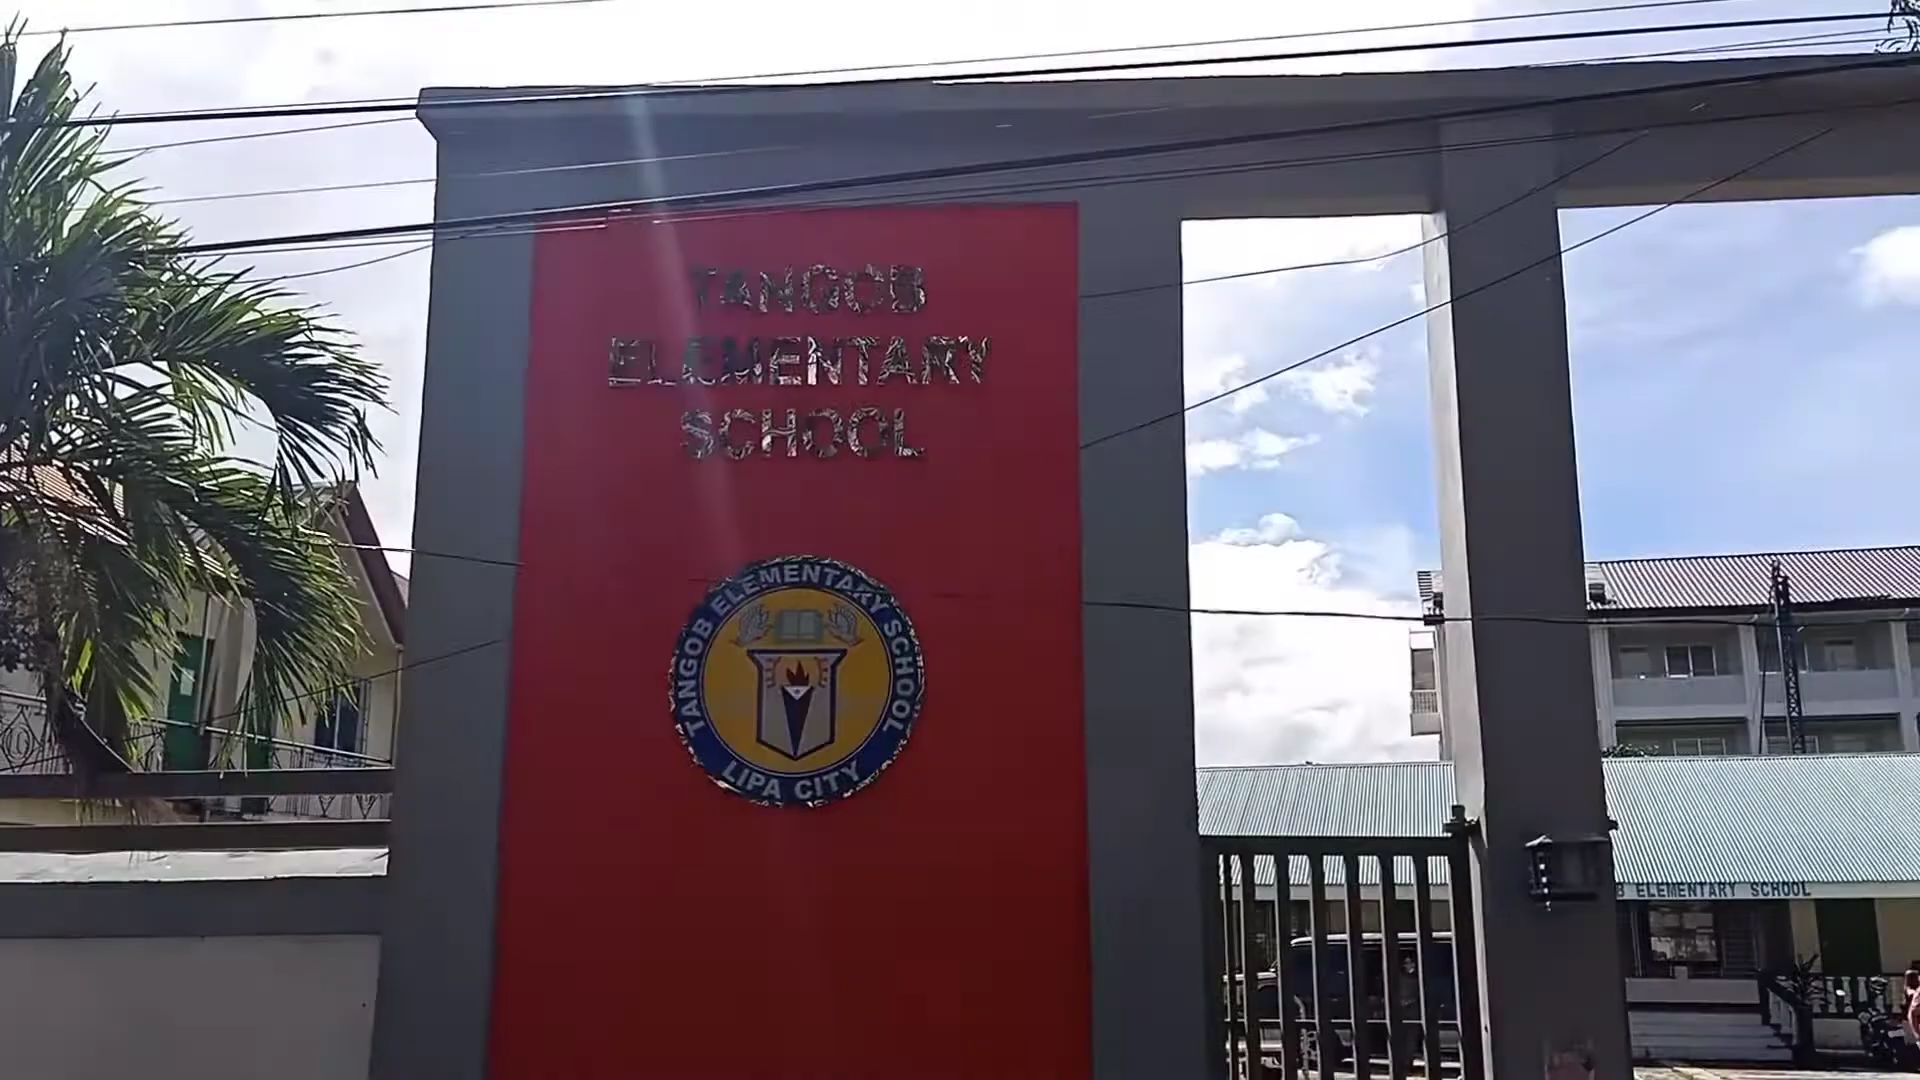 TANGOB
ELEMENTARY
SCHOOL
TANGOB ELEMENTARY SCHOOL
LIPA CITY
B ELEMENTARY SCHOOL